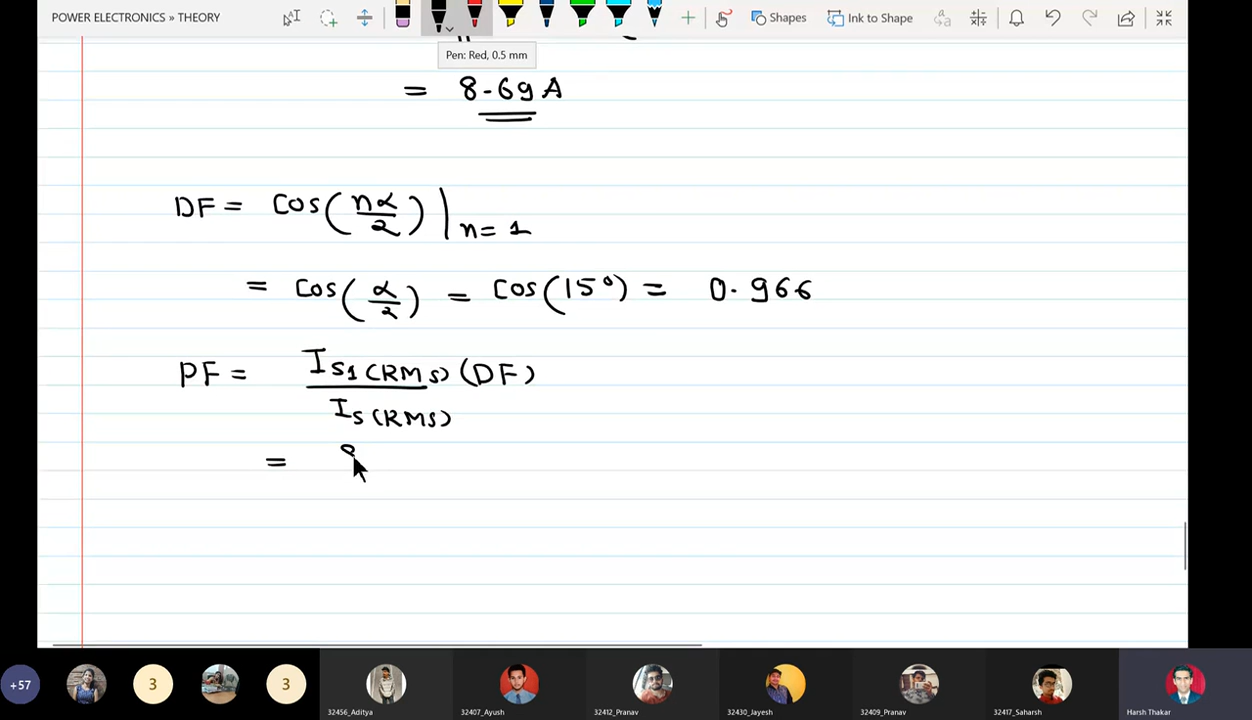 POWER ELECTRONICS » THEORY
Shapes
Ink to Shape
Pen: Red, 0.5 mm
= 8.69 A
DF = cos(nα/2)|n=1
= cos(α/2) = cos(15°) = 0.966
PF = Is1(RMS)(DF)
Is(RMS)
=
+57
3
3
32456_Aditya
32407_Ayush
32412_Pranav
32430_Jayesh
32409_Pranav
32417_Saharsh
Harsh Thakar